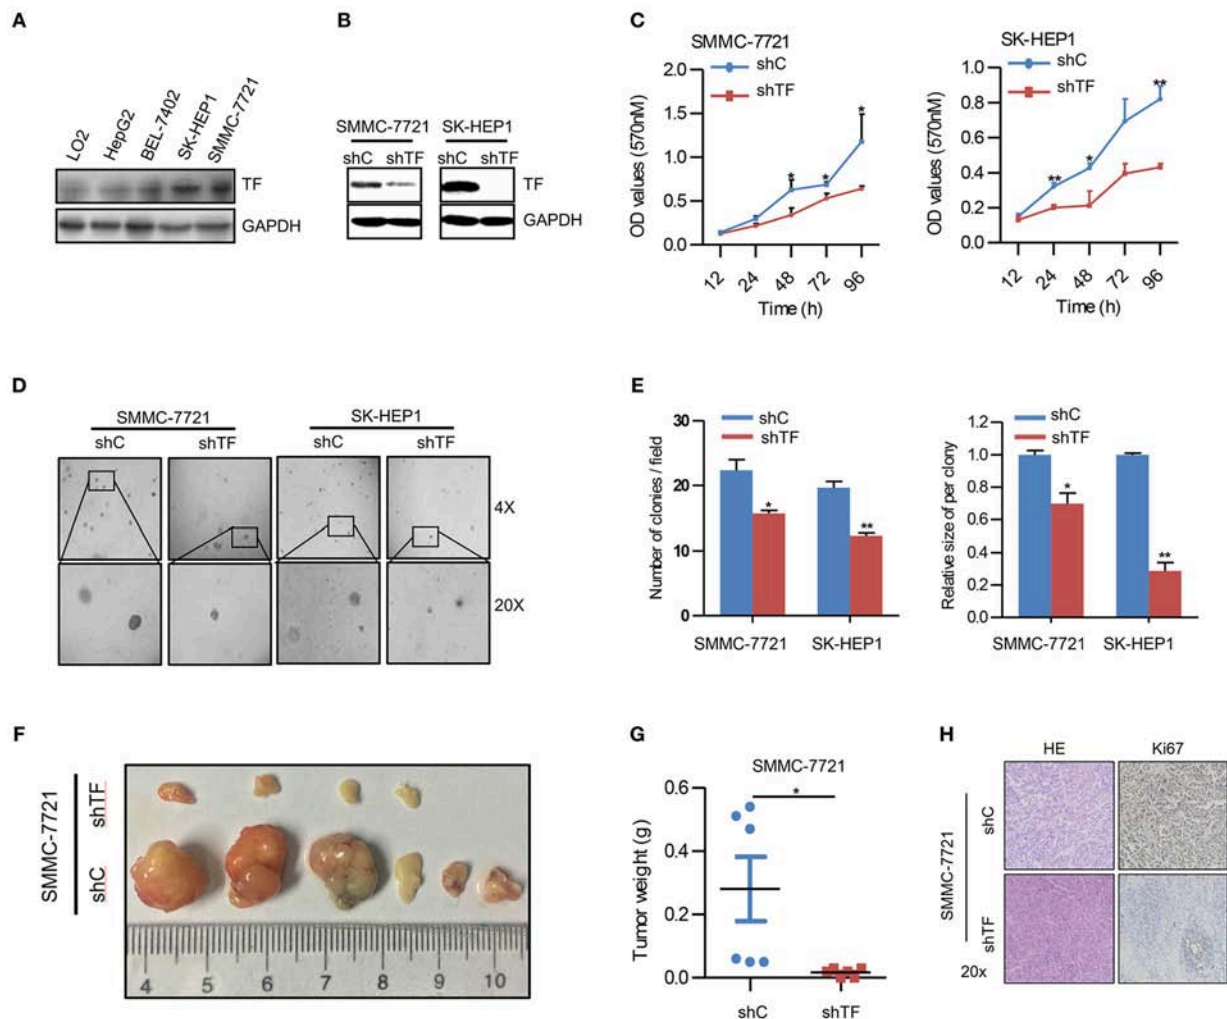 A
LO2
HepG2
BEL-7402
SK-HEP1
SMMC-7721
TF
GAPDH
B
SMMC-7721 SK-HEP1
shC shTF shC shTF
TF
GAPDH
C
SMMC-7721
shC
shTF
OD values (570nM)
2.0
1.5
1.0
0.5
0.0
* * *
12 24 48 72 96
Time (h)
SK-HEP1
shC
shTF
OD values (570nM)
1.0
0.8
0.6
0.4
0.2
0.0
** * **
12 24 48 72 96
Time (h)
D
SMMC-7721 SK-HEP1
shC shTF shC shTF
4X
20X
E
shC
shTF
Number of clonies / field
30
20
10
0
* **
SMMC-7721 SK-HEP1
shC
shTF
Relative size of per clony
1.2
1.0
0.8
0.6
0.4
0.2
0.0
* **
SMMC-7721 SK-HEP1
F
SMMC-7721
shTF
shC
4 5 6 7 8 9 10
G
SMMC-7721
*
Tumor weight (g)
0.6
0.4
0.2
0.0
shC shTF
H
HE Ki67
SMMC-7721
shC
shTF
20x